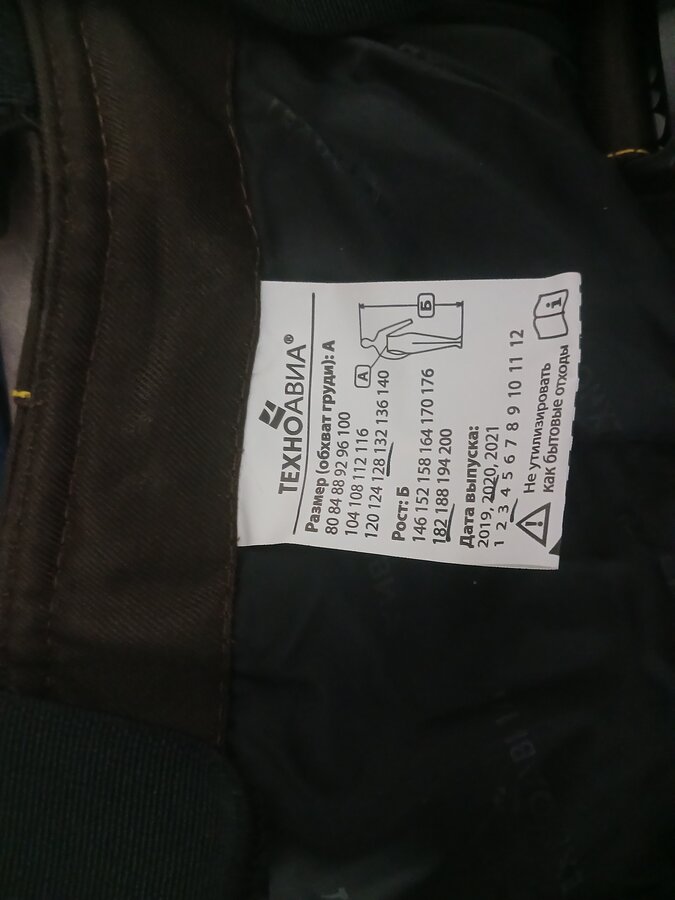 ТЕХНОАВИА®
Размер (обхват груди): А
80 84 88 92 96 100
104 108 112 116
120 124 128 132 136 140
Рост: Б
146 152 158 164 170 176
182 188 194 200
Дата выпуска:
2019, 2020, 2021
1 2 3 4 5 6 7 8 9 10 11 12
Не утилизировать
как бытовые отходы
А
Б
i